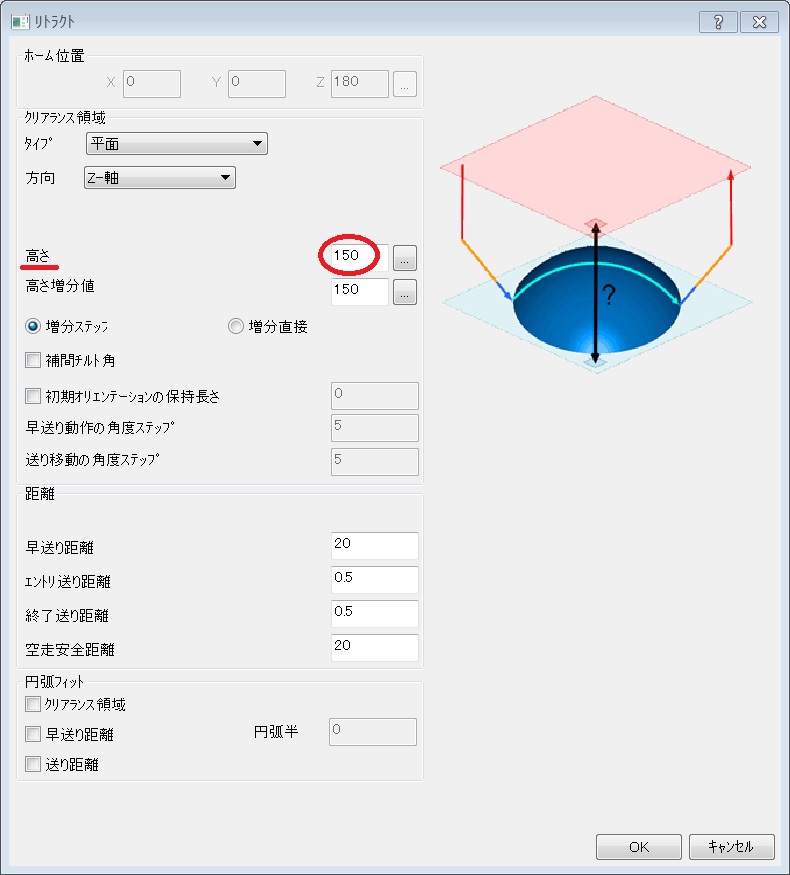 リトラクト
?
ホーム位置
X 0 Y 0 Z 180 ...
クリアランス領域
タイプ 平面
方向 Z-軸
高さ 150 ...
高さ増分値 150 ...
増分ステップ 増分直接
補間チルト角
初期オリエンテーションの保持長さ 0
早送り動作の角度ステップ 5
送り移動の角度ステップ 5
?
距離
早送り距離 20
エントリ送り距離 0.5
終了送り距離 0.5
空走安全距離 20
円弧フィット
クリアランス領域
早送り距離 円弧半 0
送り距離
OK キャンセル